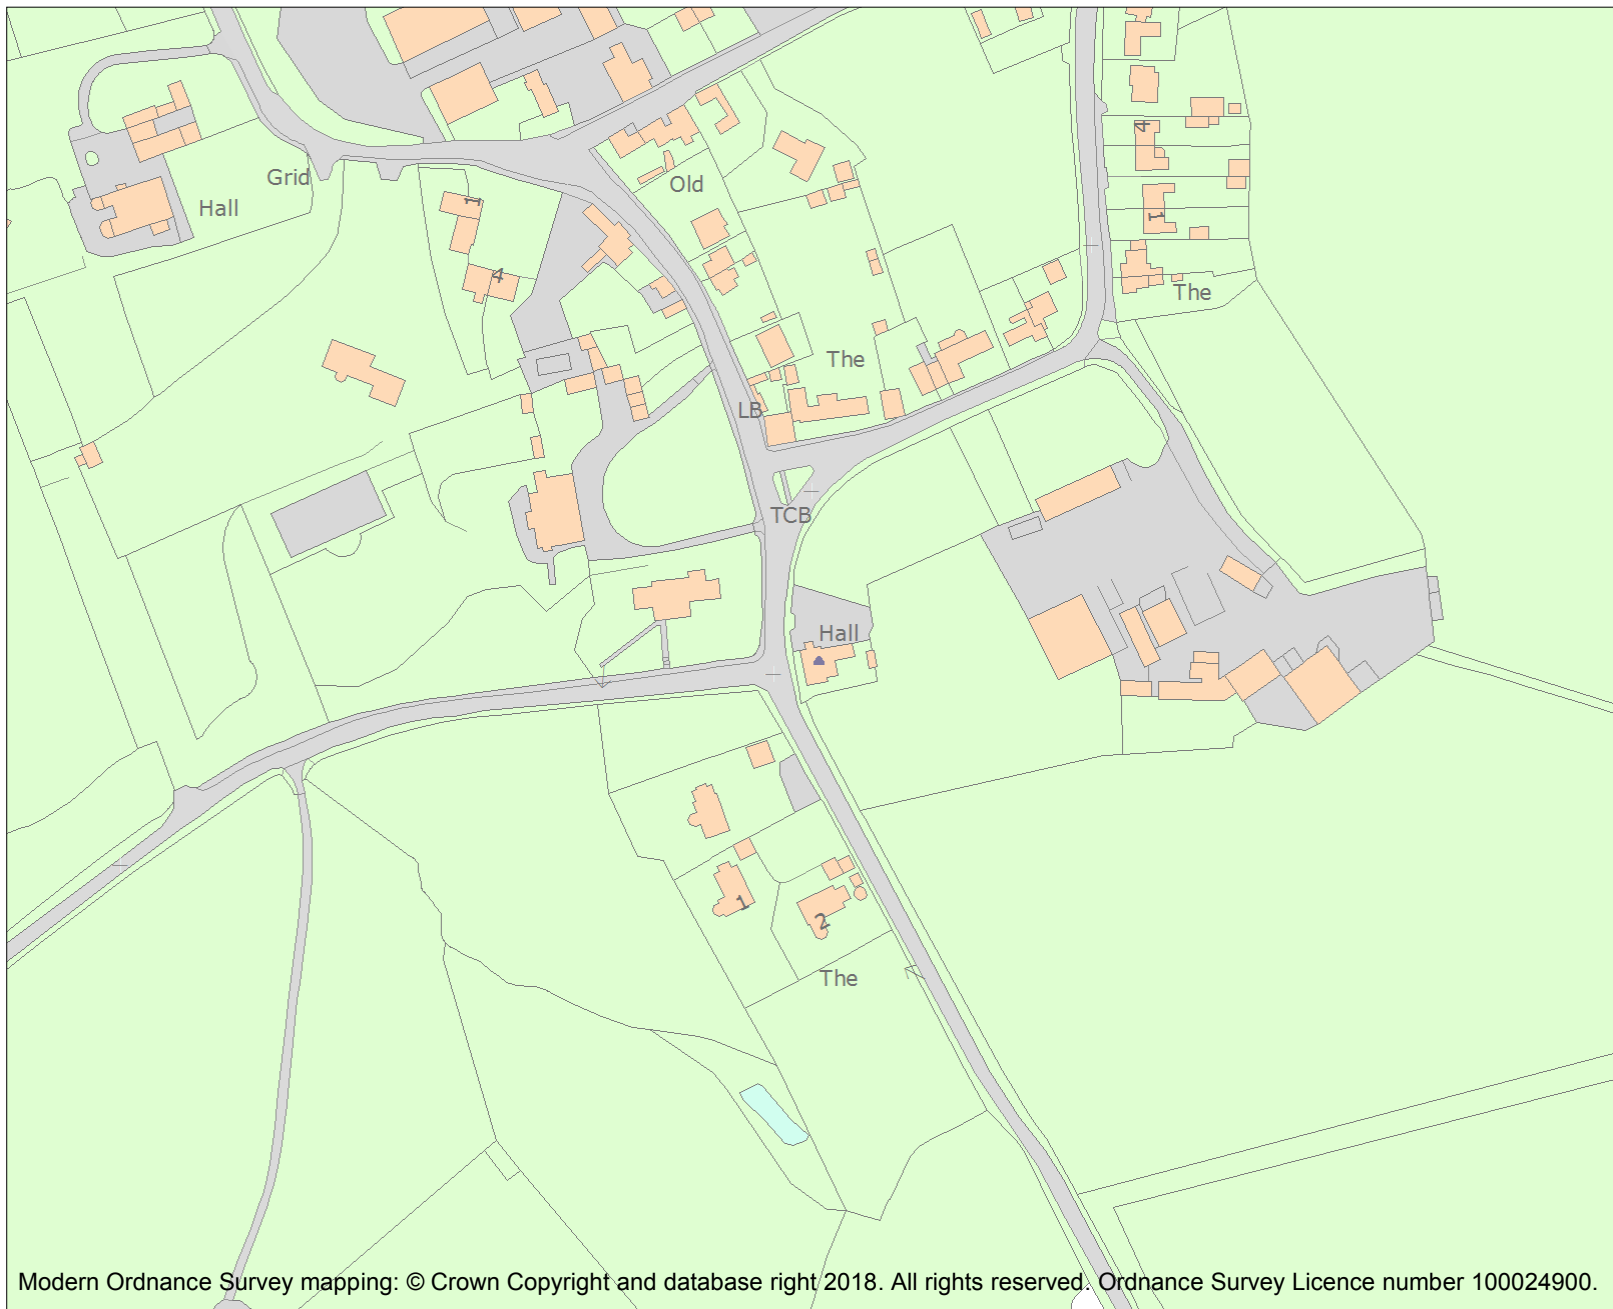 4
Grid
Old
1
Hall
1
4
The
The
LB
TCB
Hall
1
2
The
Modern Ordnance Survey mapping: © Crown Copyright and database right 2018. All rights reserved. Ordnance Survey Licence number 100024900.